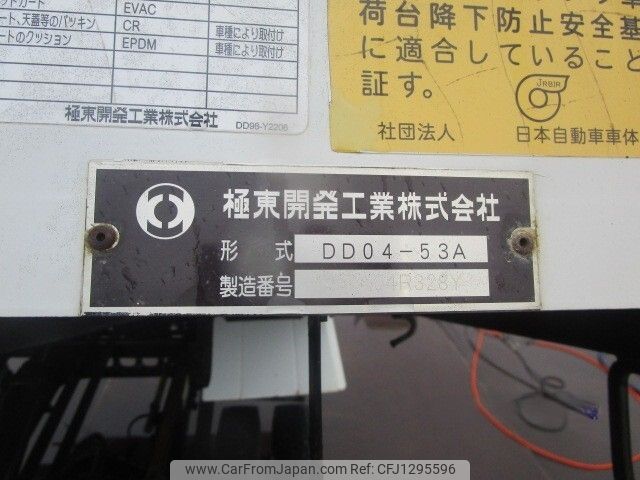 EVAC
、天蓋等のパッキン CR 車種により取付け
ートのクッション EPDM 車種により取付け
極東開発工業株式会社 DD96-Y2206
荷台降下防止安全基
に適合していること
証す。
JABIA
社団法人 日本自動車車体
極東開発工業株式会社
形式 DD04-53A
製造番号
www.CarFromJapan.com
© CarFromJapan.com - CFJ1295596